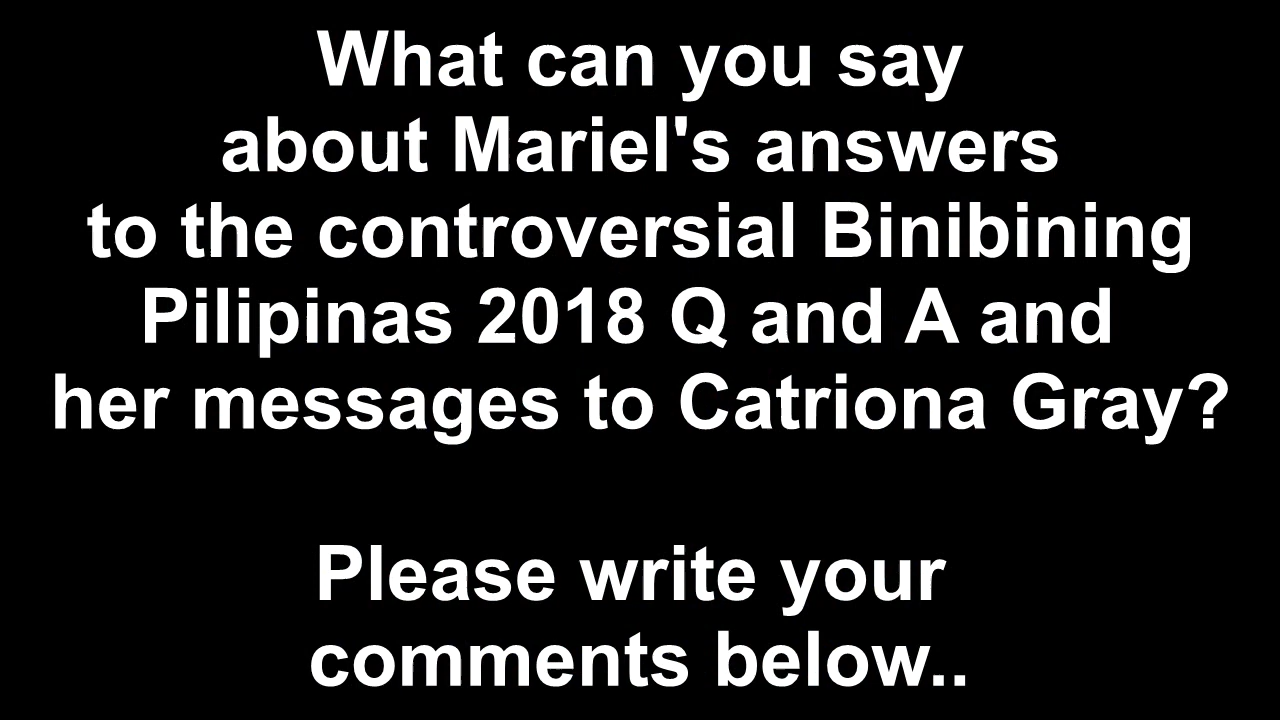 What can you say
about Mariel's answers
to the controversial Binibining
Pilipinas 2018 Q and A and
her messages to Catriona Gray?
Please write your
comments below..